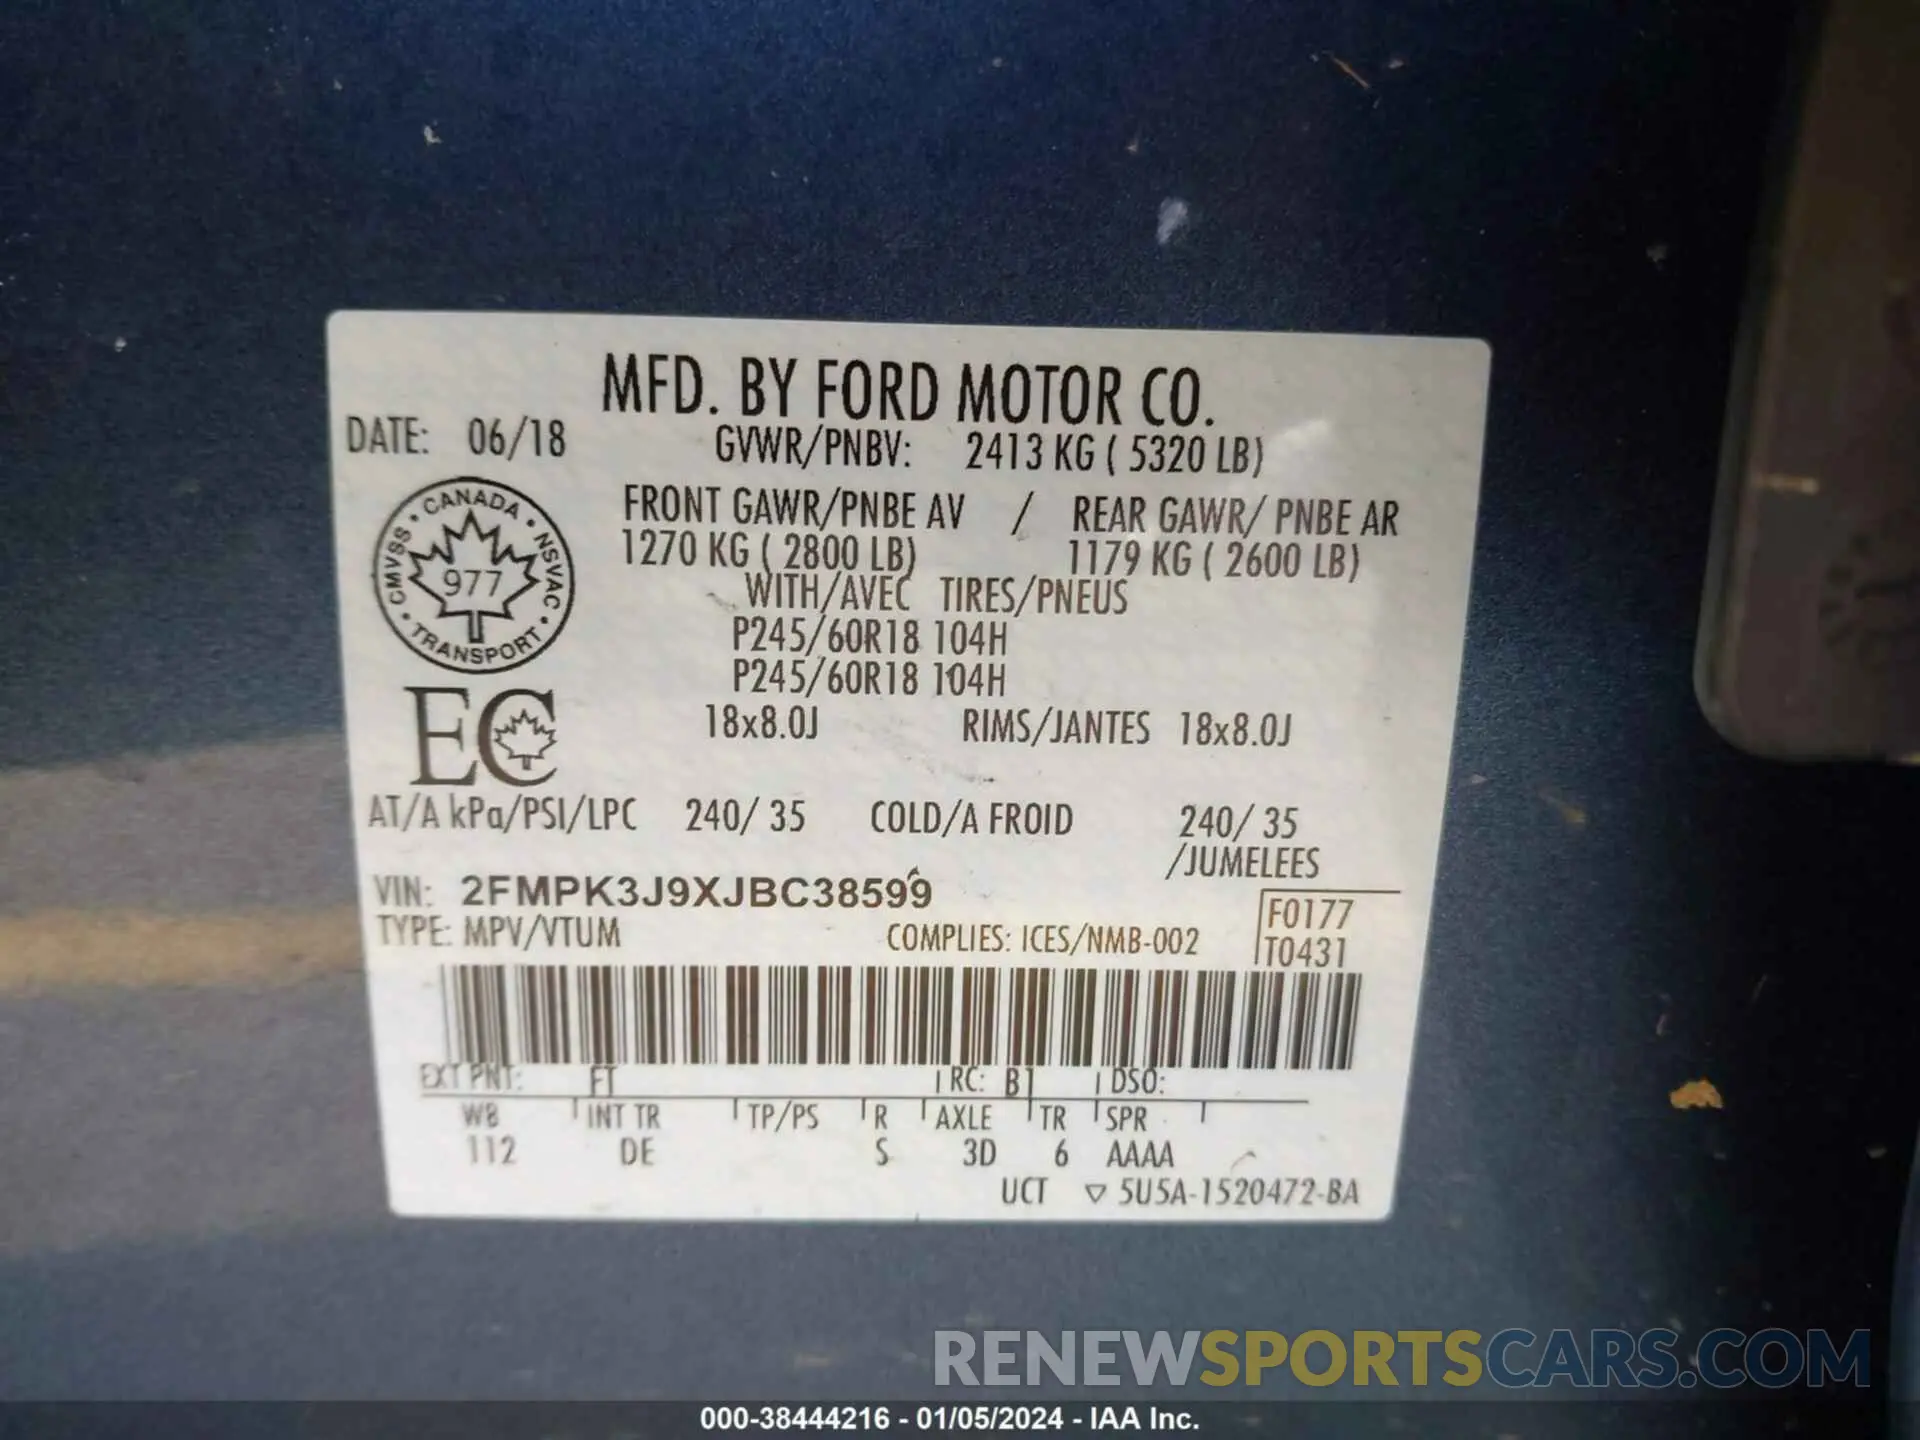 MFD. BY FORD MOTOR CO.
DATE: 06/18
GVWR/PNBV: 2413 KG ( 5320 LB)
FRONT GAWR/PNBE AV / REAR GAWR/ PNBE AR
1270 KG ( 2800 LB) 1179 KG ( 2600 LB)
CANADA • NSVAC • TRANSPORT • CMVSS •
977
WITH/AVEC TIRES/PNEUS
P245/60R18 104H
P245/60R18 104H
EC
18x8.0J RIMS/JANTES 18x8.0J
AT/A kPa/PSI/LPC 240/ 35 COLD/A FROID 240/ 35
/JUMELEES
VIN: 2FMPK3J9XJBC38599
F0177
TYPE: MPV/VTUM COMPLIES: ICES/NMB-002
T0431
EXT PNT: FT RC: B1 DSO:
WB INT TR TP/PS R AXLE TR SPR
112 DE S 3D 6 AAAA
UCT ▽ 5U5A-1520472-BA
RENEWSPORTSCARS.COM
000-38444216 - 01/05/2024 - IAA Inc.